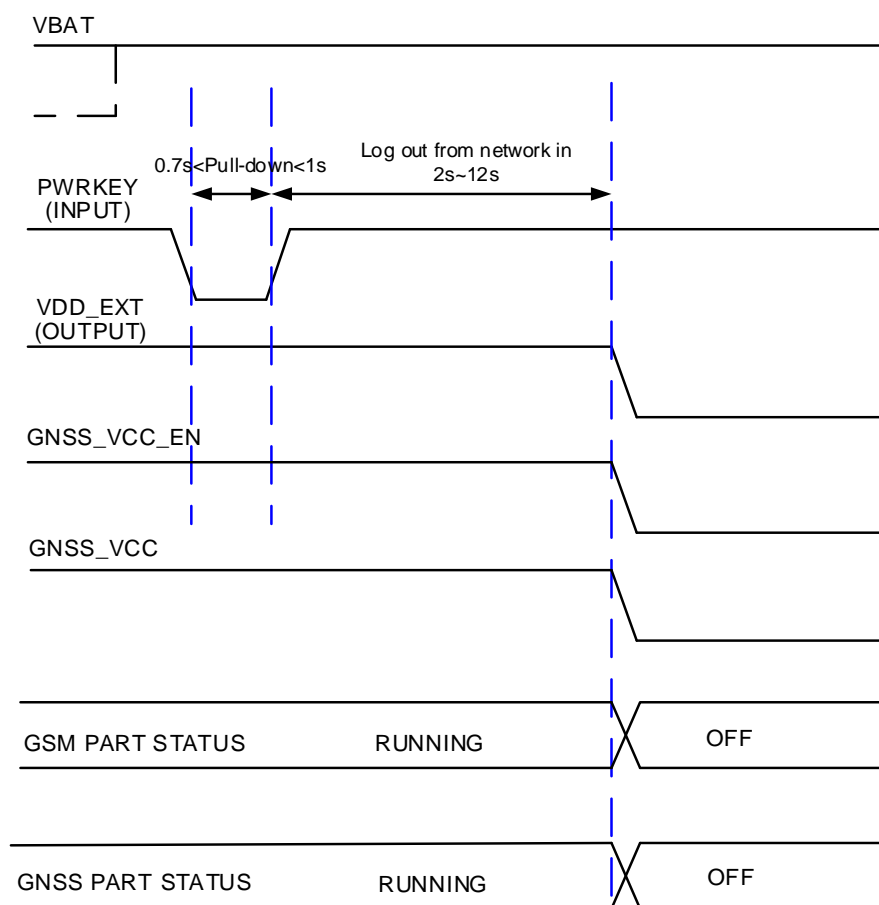 VBAT
0.7s<Pull-down<1s
Log out from network in
2s~12s
PWRKEY
(INPUT)
VDD_EXT
(OUTPUT)
GNSS_VCC_EN
GNSS_VCC
GSM PART STATUS RUNNING OFF
GNSS PART STATUS RUNNING OFF